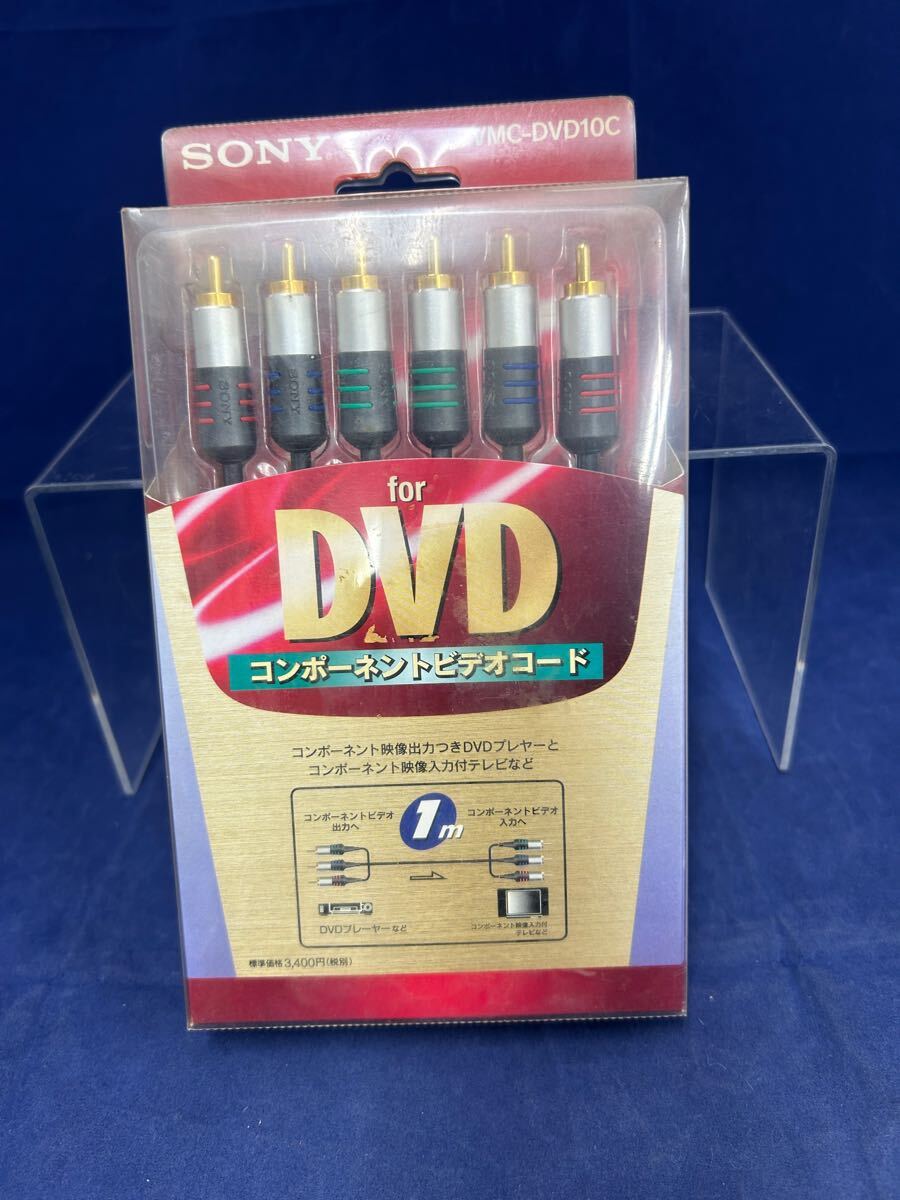 SONY
VMC-DVD10C
SONY
SONY
for
DVD
コンポーネントビデオコード
コンポーネント映像出力つきDVDプレヤーと
コンポーネント映像入力付テレビなど
コンポーネントビデオ
出力へ
1m
コンポーネントビデオ
入力へ
DVDプレーヤーなど
コンポーネント映像入力付
テレビなど
標準価格3,400円(税別)